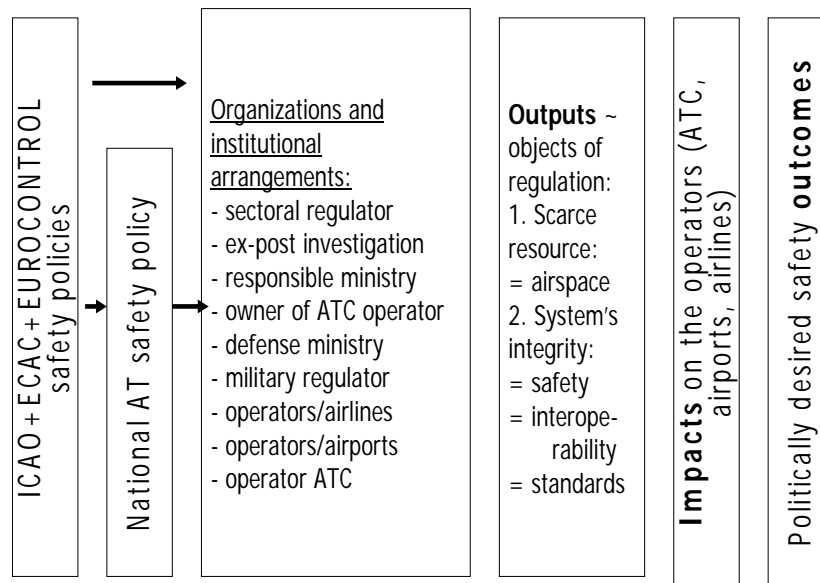 ICAO+ECAC+EUROCONTROL
safety policies
National AT safety policy
Organizations and
institutional
arrangements:
- sectoral regulator
- ex-post investigation
- responsible ministry
- owner of ATC operator
- defense ministry
- military regulator
- operators/airlines
- operators/airports
- operator ATC
Outputs ~
objects of
regulation:
1. Scarce
resource:
= airspace
2. System's
integrity:
= safety
= interope-
rability
= standards
Impacts on the operators (ATC,
airports, airlines)
Politically desired safety outcomes